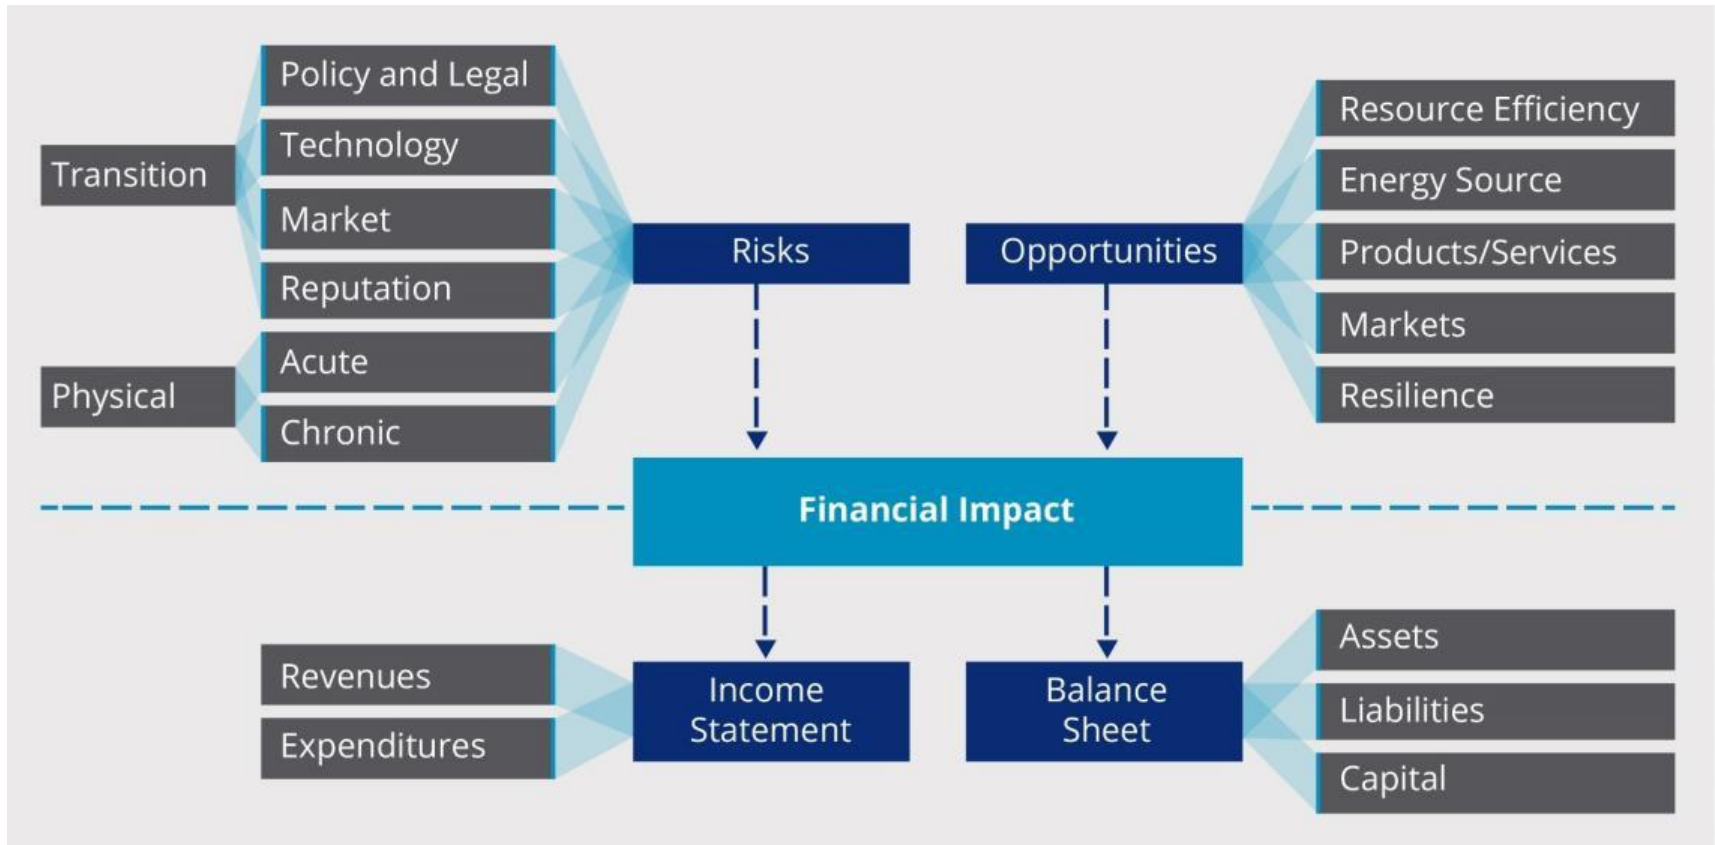 Transition
Physical
Policy and Legal
Technology
Market
Reputation
Acute
Chronic
Risks
Opportunities
Resource Efficiency
Energy Source
Products/Services
Markets
Resilience
Financial Impact
Revenues
Expenditures
Income
Statement
Balance
Sheet
Assets
Liabilities
Capital